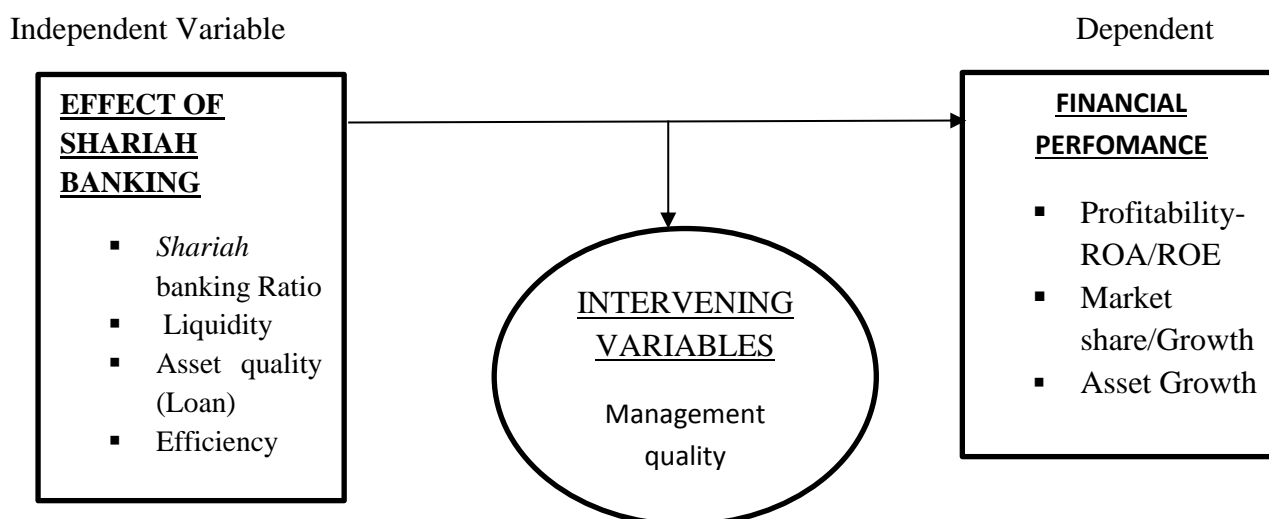 Independent Variable
Dependent
EFFECT OF
SHARIAH
BANKING
▪ Shariah
banking Ratio
▪ Liquidity
▪ Asset quality
(Loan)
▪ Efficiency
INTERVENING
VARIABLES
Management
quality
FINANCIAL
PERFOMANCE
▪ Profitability-
ROA/ROE
▪ Market
share/Growth
▪ Asset Growth